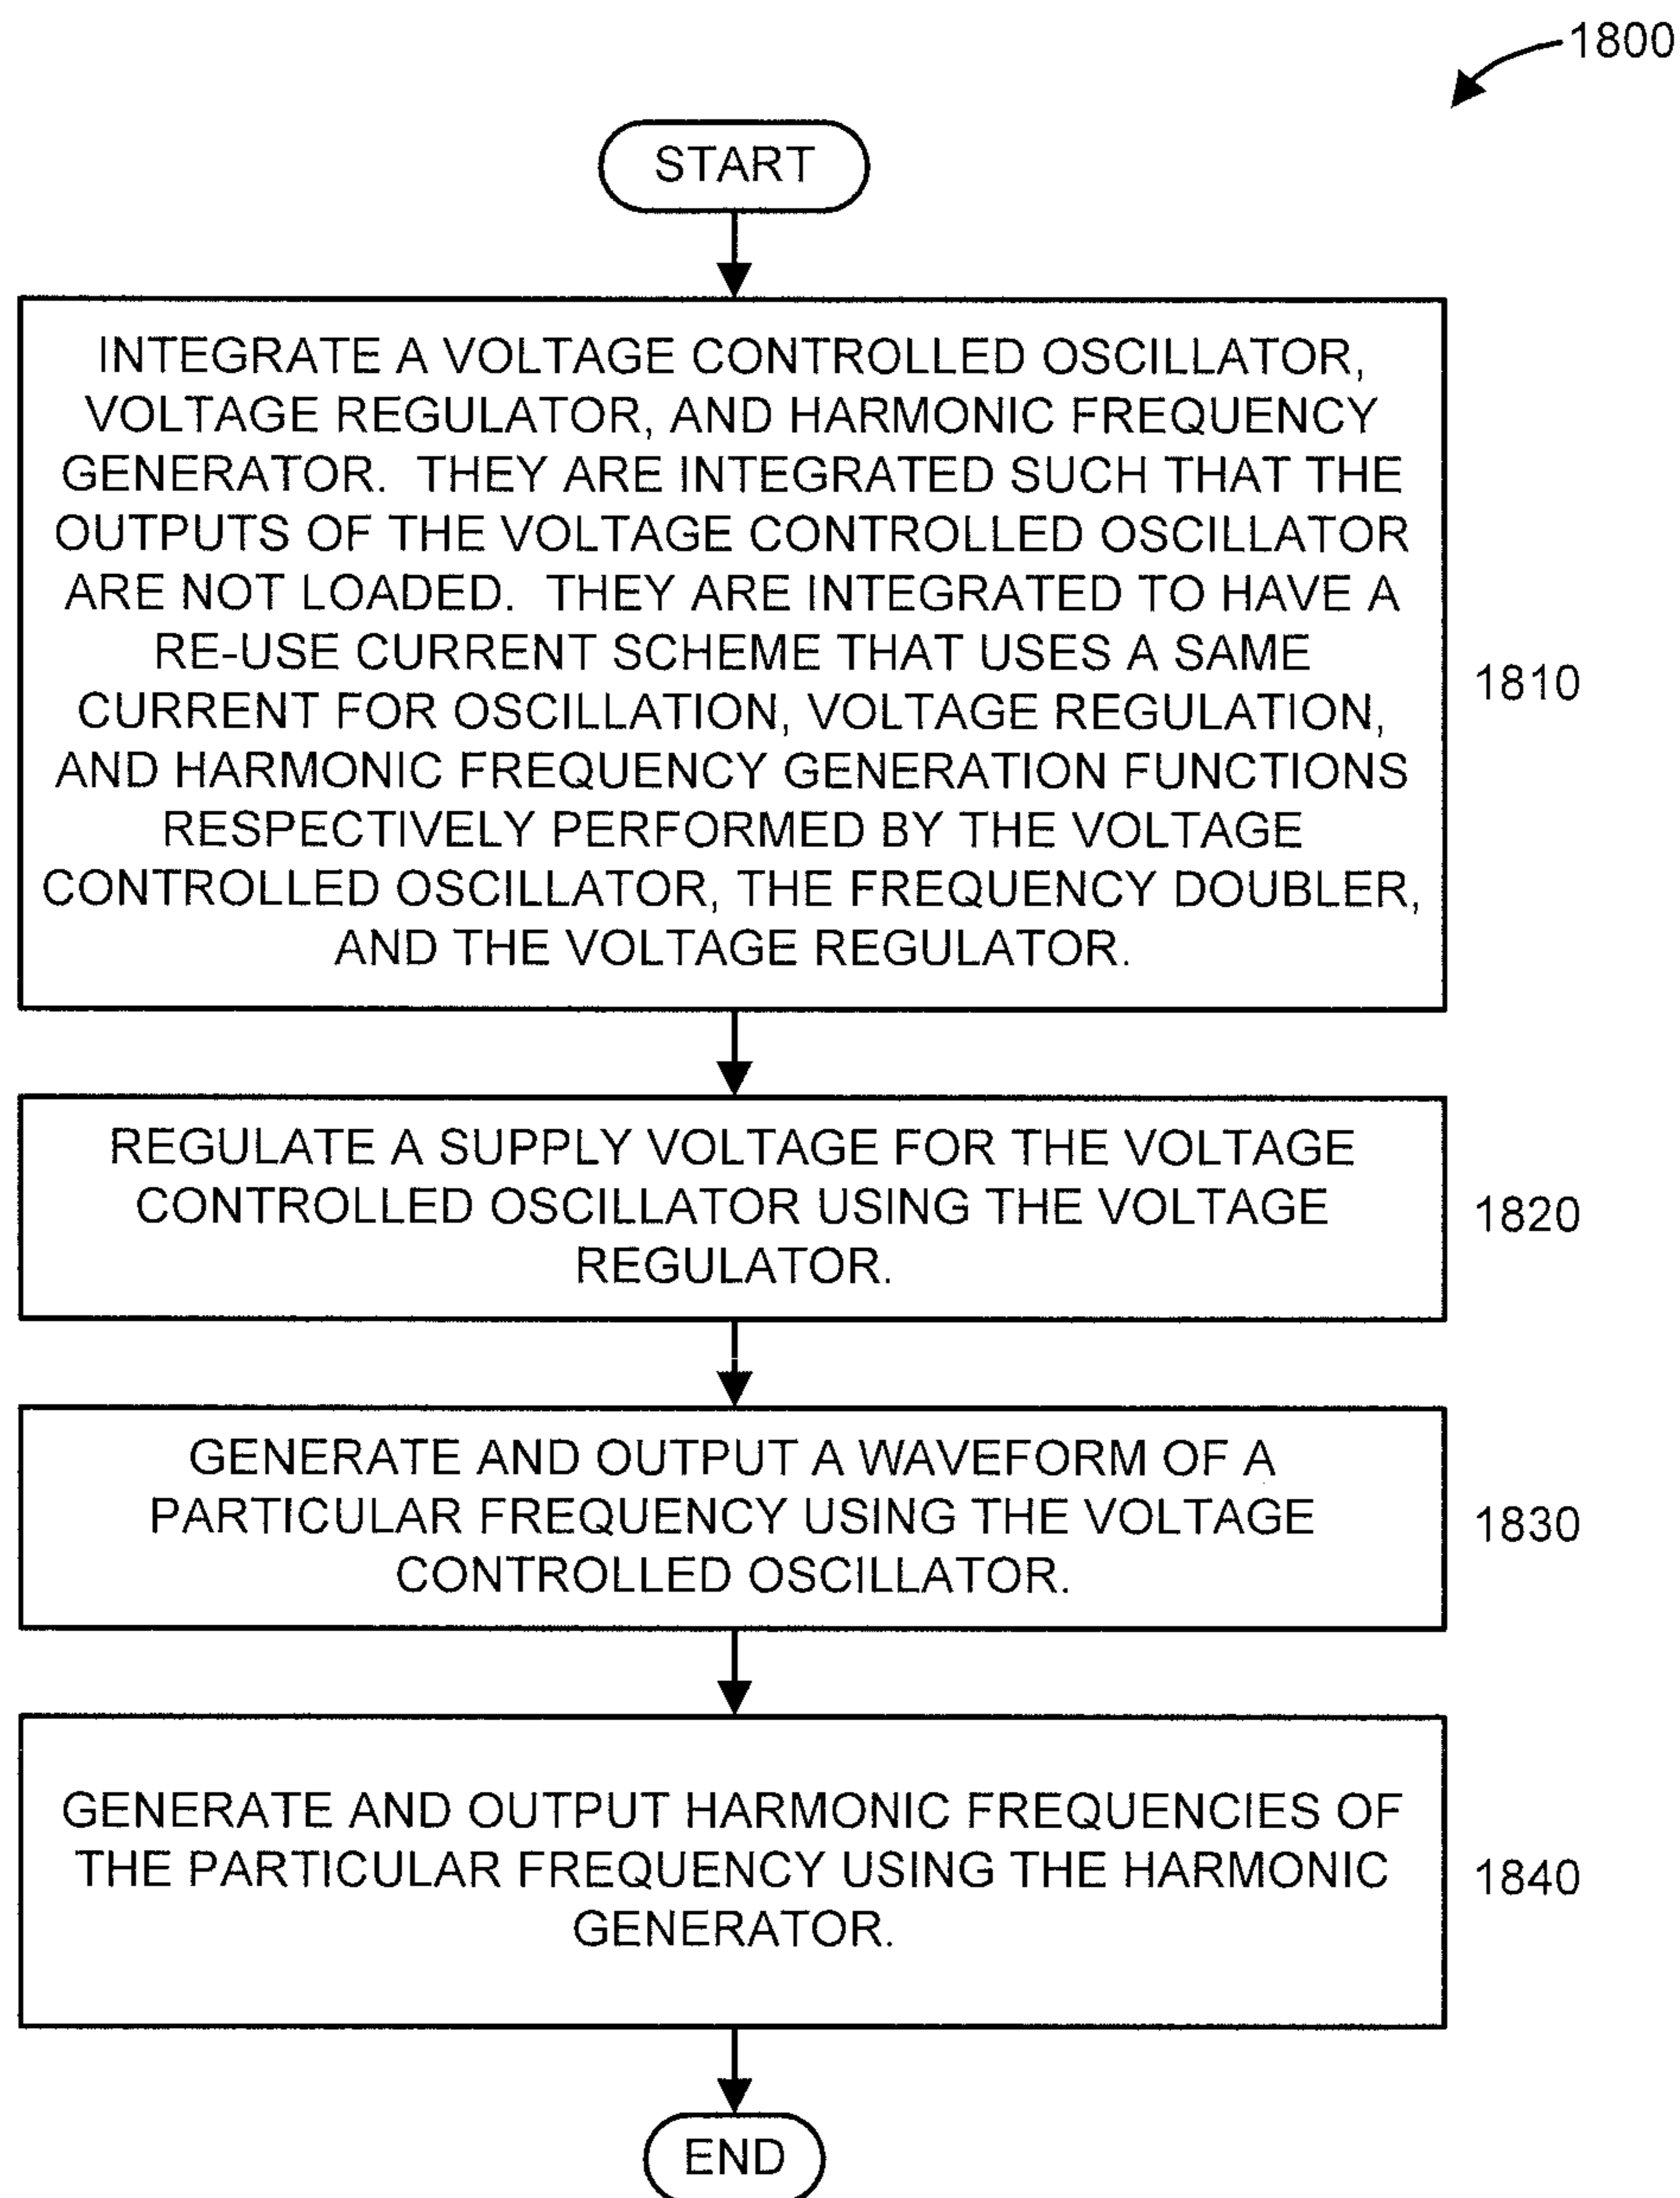 1800
START
INTEGRATE A VOLTAGE CONTROLLED OSCILLATOR,
VOLTAGE REGULATOR, AND HARMONIC FREQUENCY
GENERATOR. THEY ARE INTEGRATED SUCH THAT THE
OUTPUTS OF THE VOLTAGE CONTROLLED OSCILLATOR
ARE NOT LOADED. THEY ARE INTEGRATED TO HAVE A
RE-USE CURRENT SCHEME THAT USES A SAME
CURRENT FOR OSCILLATION, VOLTAGE REGULATION,
AND HARMONIC FREQUENCY GENERATION FUNCTIONS
RESPECTIVELY PERFORMED BY THE VOLTAGE
CONTROLLED OSCILLATOR, THE FREQUENCY DOUBLER,
AND THE VOLTAGE REGULATOR.
1810
REGULATE A SUPPLY VOLTAGE FOR THE VOLTAGE
CONTROLLED OSCILLATOR USING THE VOLTAGE
REGULATOR.
1820
GENERATE AND OUTPUT A WAVEFORM OF A
PARTICULAR FREQUENCY USING THE VOLTAGE
CONTROLLED OSCILLATOR.
1830
GENERATE AND OUTPUT HARMONIC FREQUENCIES OF
THE PARTICULAR FREQUENCY USING THE HARMONIC
GENERATOR.
1840
END